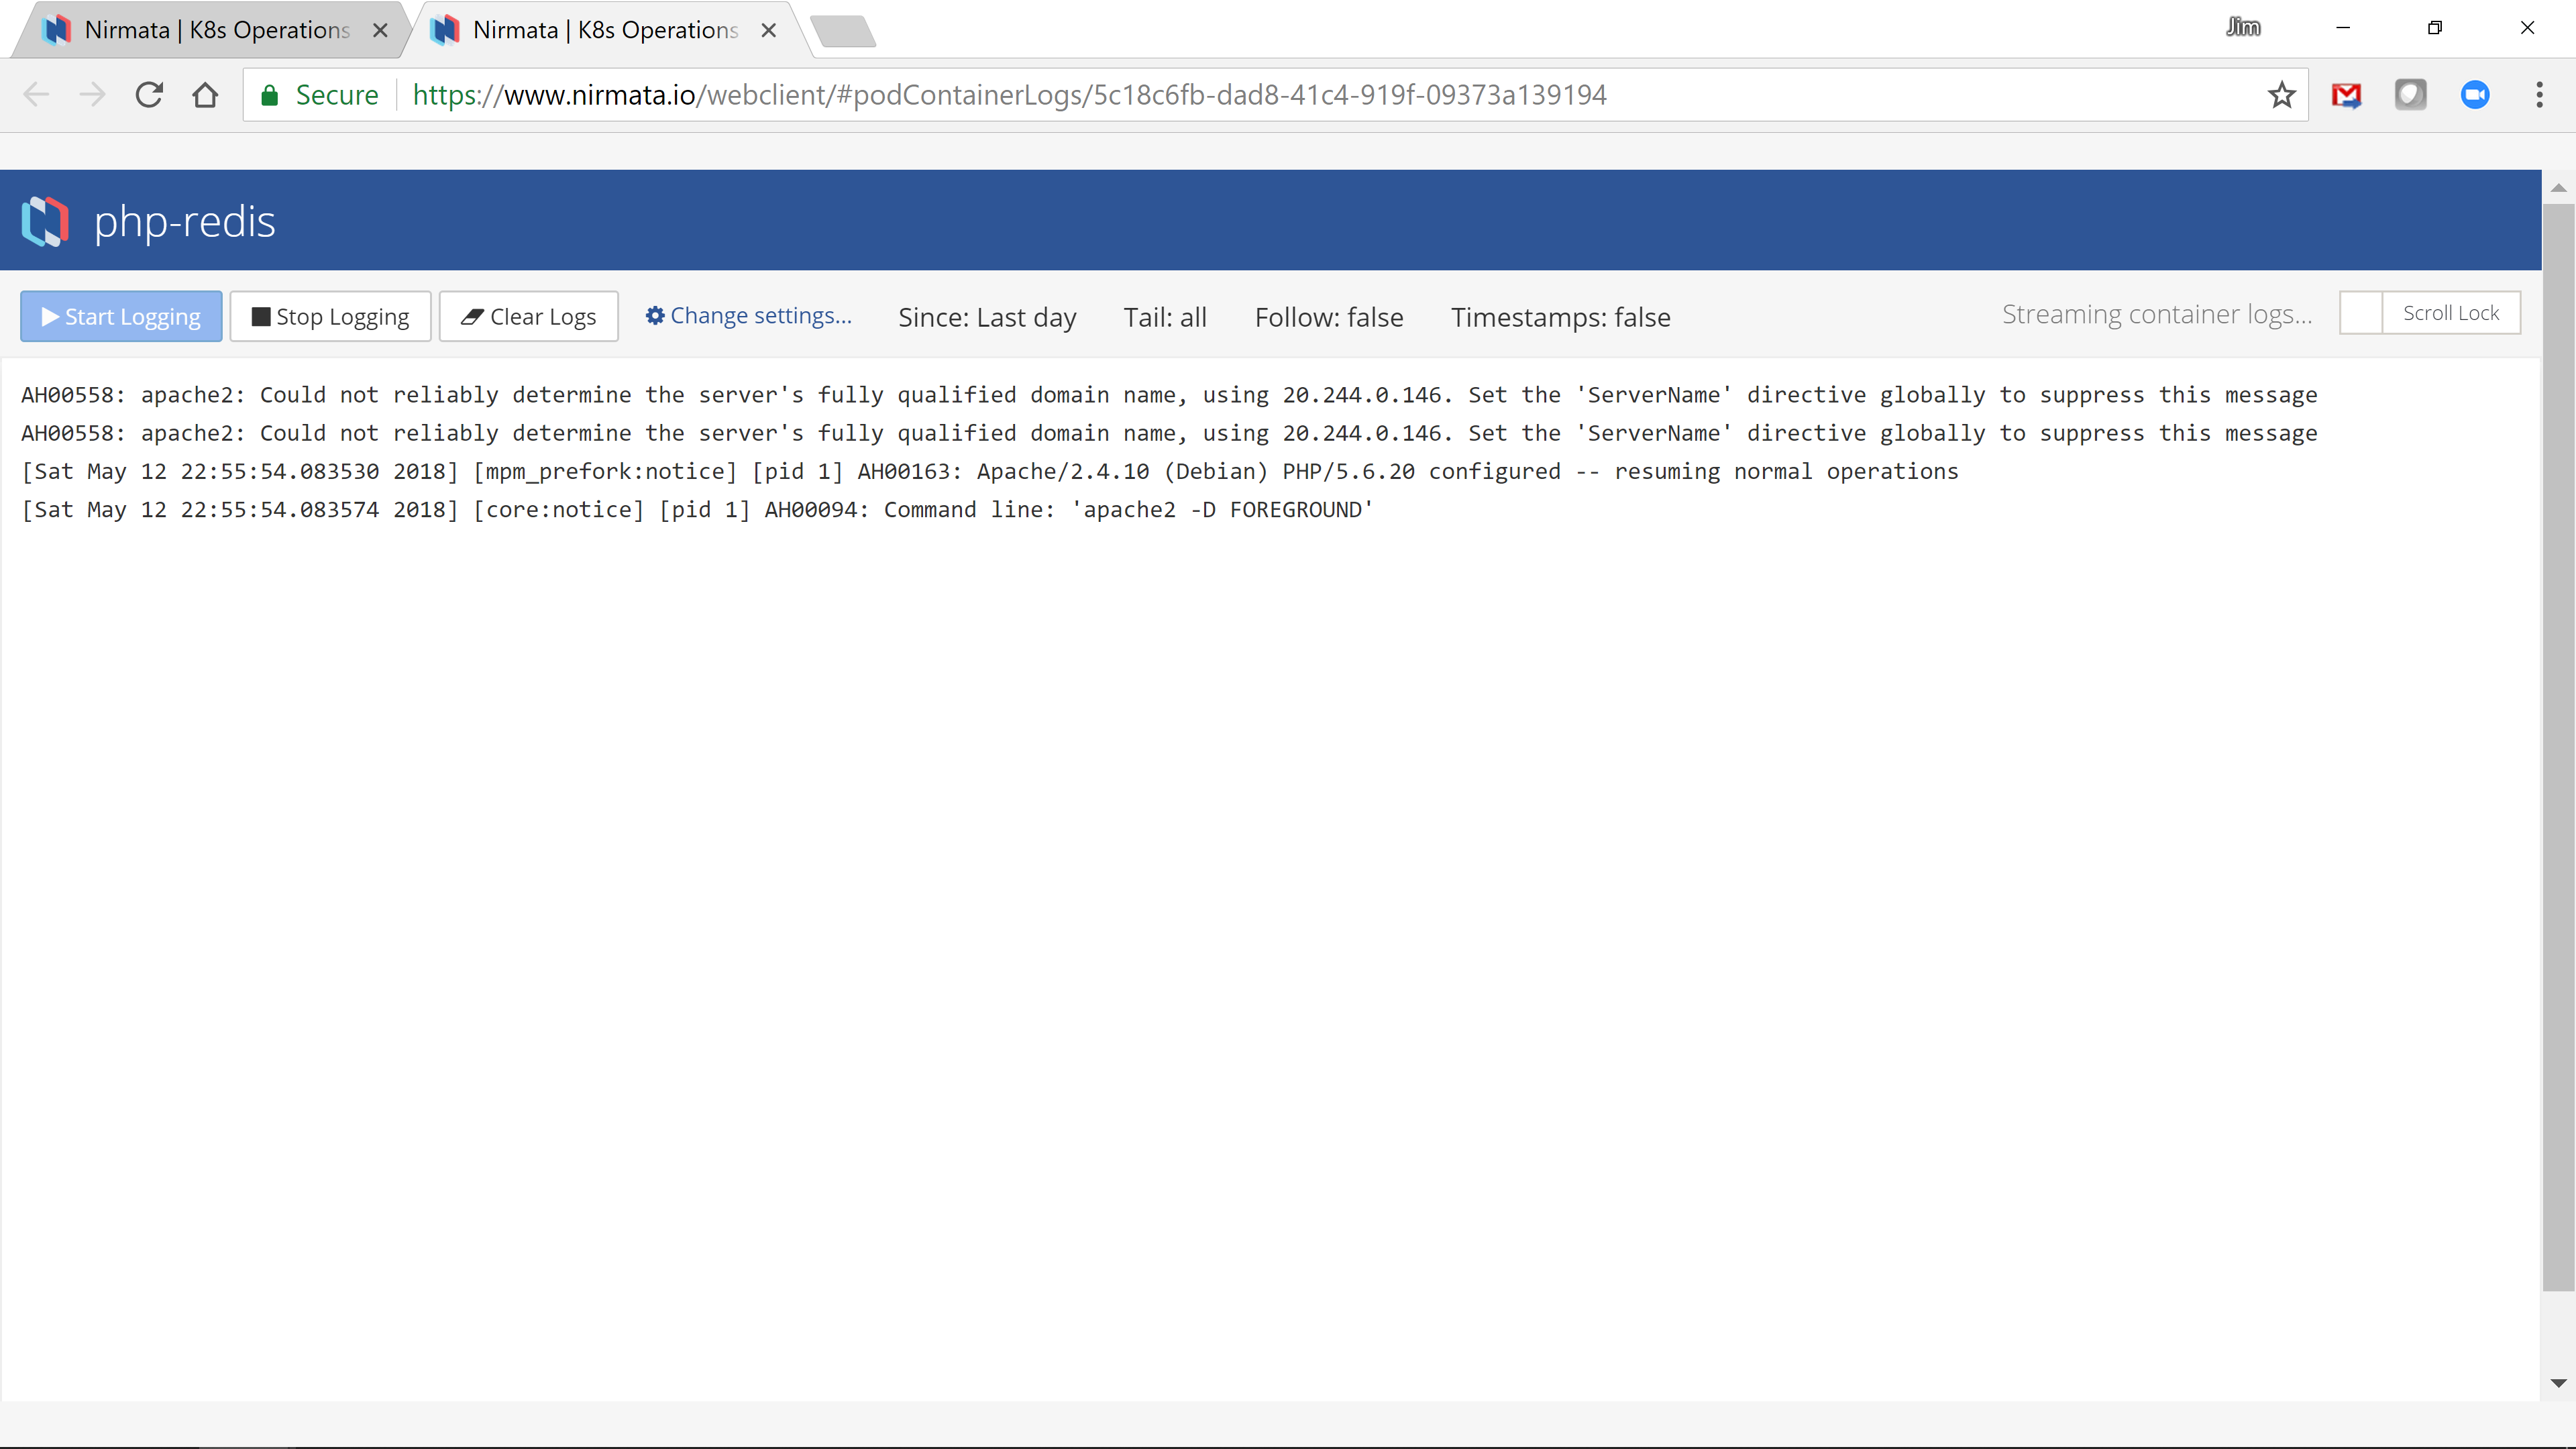 Nirmata | K8s Operations
Nirmata | K8s Operations
Jim
Secure https://www.nirmata.io/webclient/#podContainerLogs/5c18c6fb-dad8-41c4-919f-09373a139194
php-redis
Start Logging Stop Logging Clear Logs Change settings... Since: Last day Tail: all Follow: false Timestamps: false Streaming container logs... Scroll Lock
AH00558: apache2: Could not reliably determine the server's fully qualified domain name, using 20.244.0.146. Set the 'ServerName' directive globally to suppress this message
AH00558: apache2: Could not reliably determine the server's fully qualified domain name, using 20.244.0.146. Set the 'ServerName' directive globally to suppress this message
[Sat May 12 22:55:54.083530 2018] [mpm_prefork:notice] [pid 1] AH00163: Apache/2.4.10 (Debian) PHP/5.6.20 configured -- resuming normal operations
[Sat May 12 22:55:54.083574 2018] [core:notice] [pid 1] AH00094: Command line: 'apache2 -D FOREGROUND'